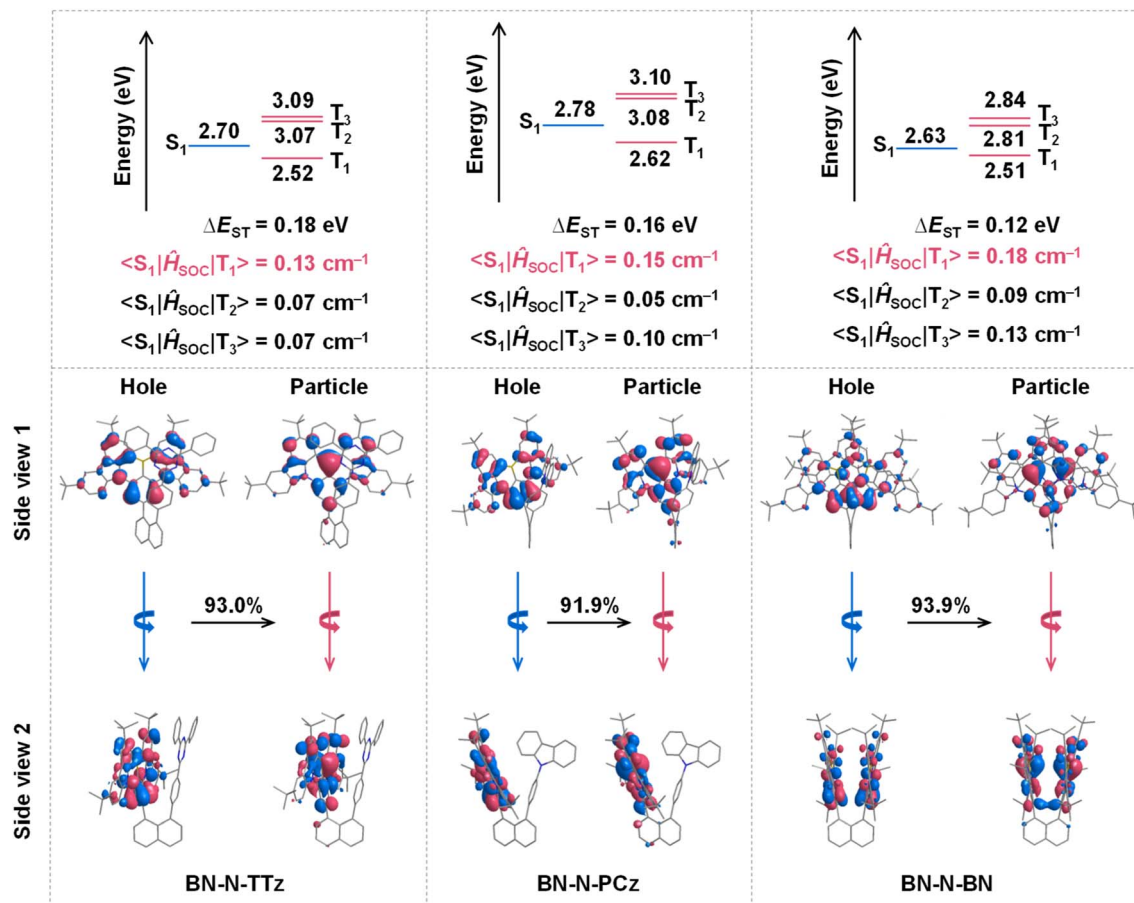 Energy (eV)
S1
2.70
3.09
T3
3.07
T2
2.52
T1
ΔEST = 0.18 eV
<S1|ĤSOC|T1> = 0.13 cm–1
<S1|ĤSOC|T2> = 0.07 cm–1
<S1|ĤSOC|T3> = 0.07 cm–1
Energy (eV)
S1
2.78
3.10
T3
3.08
T2
2.62
T1
ΔEST = 0.16 eV
<S1|ĤSOC|T1> = 0.15 cm–1
<S1|ĤSOC|T2> = 0.05 cm–1
<S1|ĤSOC|T3> = 0.10 cm–1
Energy (eV)
S1
2.63
2.84
T3
2.81
T2
2.51
T1
ΔEST = 0.12 eV
<S1|ĤSOC|T1> = 0.18 cm–1
<S1|ĤSOC|T2> = 0.09 cm–1
<S1|ĤSOC|T3> = 0.13 cm–1
Side view 1
Hole Particle
Hole Particle
Hole Particle
93.0%
91.9%
93.9%
Side view 2
BN-N-TTz
BN-N-PCz
BN-N-BN